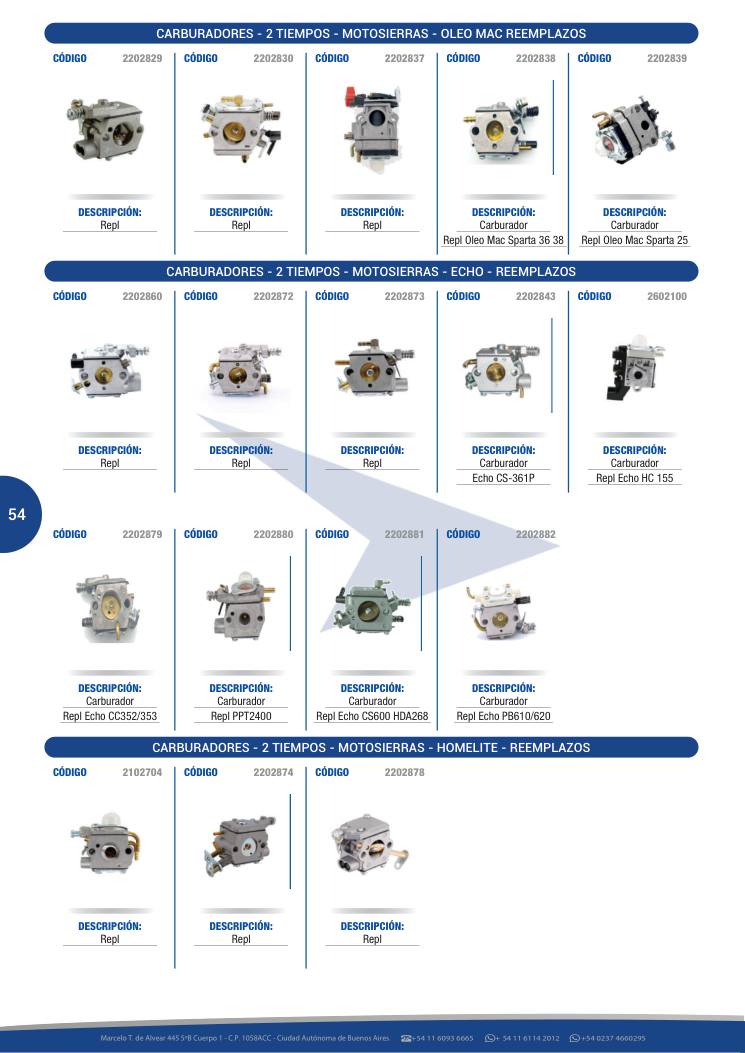 CARBURADORES - 2 TIEMPOS - MOTOSIERRAS - OLEO MAC REEMPLAZOS
CÓDIGO 2202829
DESCRIPCIÓN:
Repl
CÓDIGO 2202830
DESCRIPCIÓN:
Repl
CÓDIGO 2202837
DESCRIPCIÓN:
Repl
CÓDIGO 2202838
DESCRIPCIÓN:
Carburador
Repl Oleo Mac Sparta 36 38
CÓDIGO 2202839
DESCRIPCIÓN:
Carburador
Repl Oleo Mac Sparta 25
CARBURADORES - 2 TIEMPOS - MOTOSIERRAS - ECHO - REEMPLAZOS
CÓDIGO 2202860
DESCRIPCIÓN:
Repl
CÓDIGO 2202872
DESCRIPCIÓN:
Repl
CÓDIGO 2202873
DESCRIPCIÓN:
Repl
CÓDIGO 2202843
DESCRIPCIÓN:
Carburador
Echo CS-361P
CÓDIGO 2602100
DESCRIPCIÓN:
Carburador
Repl Echo HC 155
54
CÓDIGO 2202879
DESCRIPCIÓN:
Carburador
Repl Echo CC352/353
CÓDIGO 2202880
DESCRIPCIÓN:
Carburador
Repl PPT2400
CÓDIGO 2202881
DESCRIPCIÓN:
Carburador
Repl Echo CS600 HDA268
CÓDIGO 2202882
DESCRIPCIÓN:
Carburador
Repl Echo PB610/620
CARBURADORES - 2 TIEMPOS - MOTOSIERRAS - HOMELITE - REEMPLAZOS
CÓDIGO 2102704
DESCRIPCIÓN:
Repl
CÓDIGO 2202874
DESCRIPCIÓN:
Repl
CÓDIGO 2202878
DESCRIPCIÓN:
Repl
Marcelo T. de Alvear 445 5ºB Cuerpo 1 - C.P. 1058ACC - Ciudad Autónoma de Buenos Aires +54 11 6093 6665 + 54 11 6114 2012 +54 0237 4660295